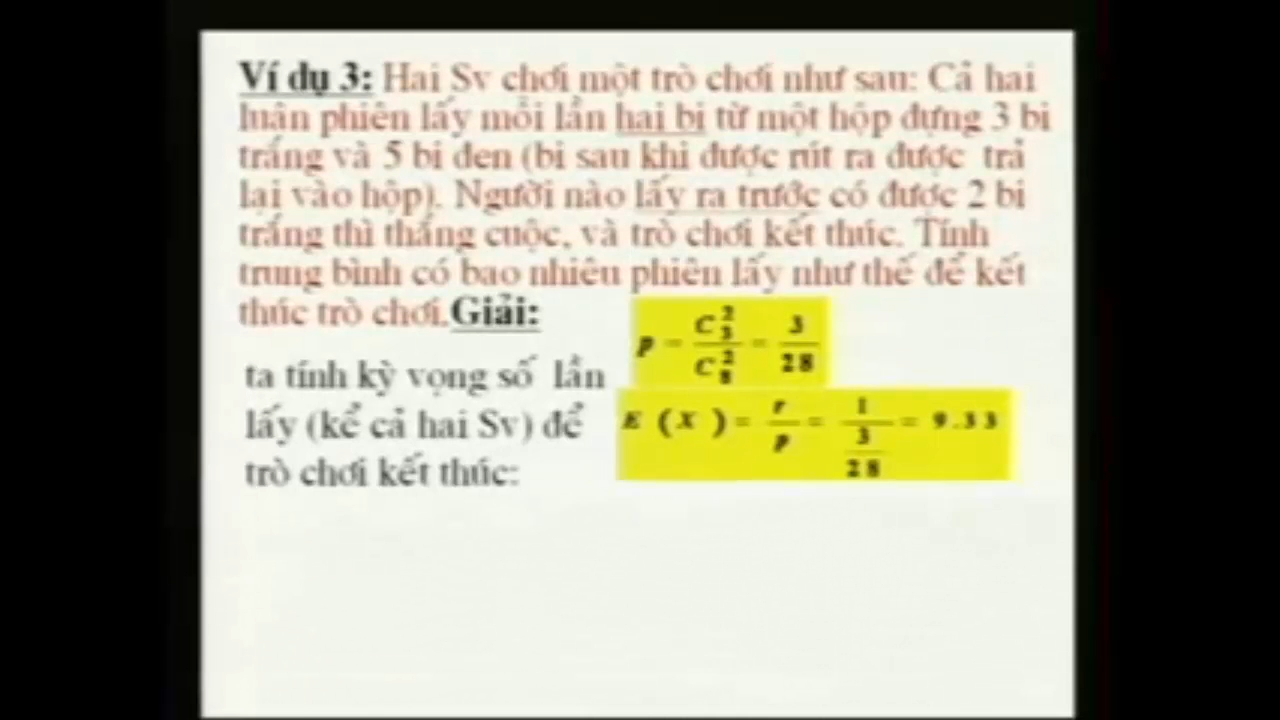 Ví dụ 3: Hai Sv chơi một trò chơi như sau: Cả hai
luân phiên lấy mỗi lần hai bi từ một hộp đựng 3 bi
trắng và 5 bi đen (bi sau khi được rút ra được trả
lại vào hộp). Người nào lấy ra trước có được 2 bi
trắng thì thắng cuộc, và trò chơi kết thúc. Tính
trung bình có bao nhiêu phiên lấy như thế để kết
thúc trò chơi. Giải:
p = C_3^2 / C_8^2 = 3/28
ta tính kỳ vọng số lần
lấy (kể cả hai Sv) để
trò chơi kết thúc:
E (X) = r/p = 1/(3/28) = 9.33